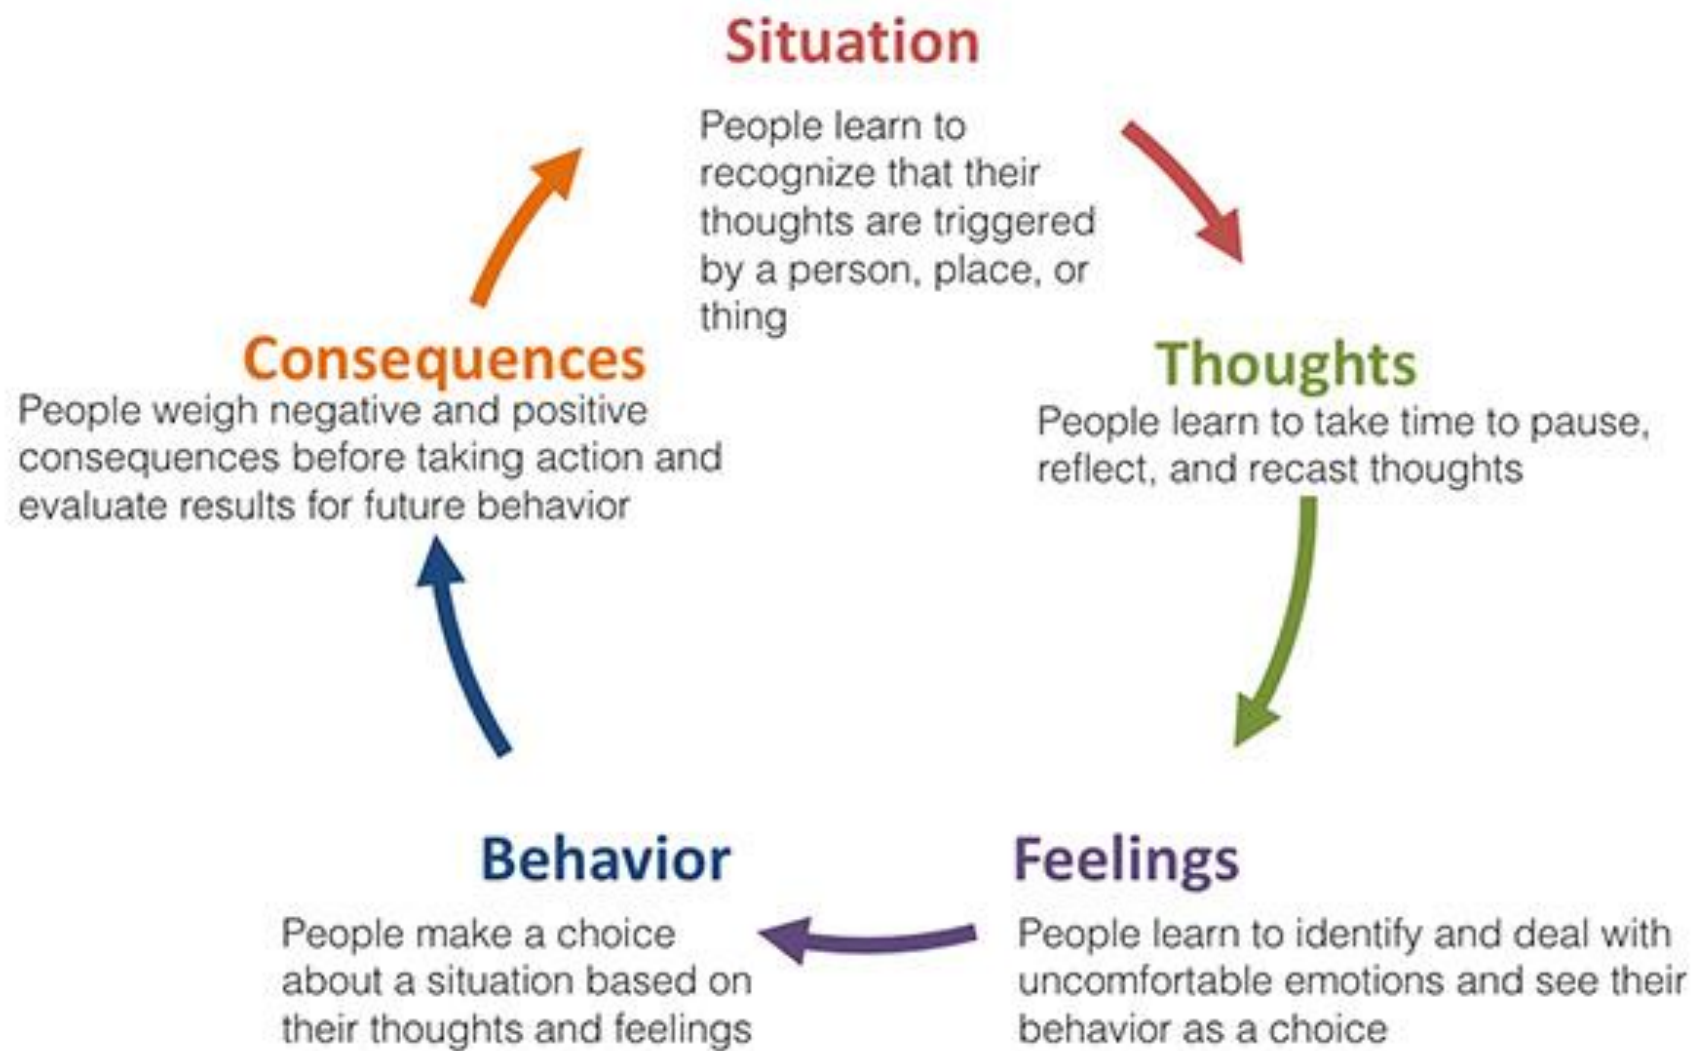 Situation
People learn to
recognize that their
thoughts are triggered
by a person, place, or
thing
Thoughts
People learn to take time to pause,
reflect, and recast thoughts
Feelings
People learn to identify and deal with
uncomfortable emotions and see their
behavior as a choice
Behavior
People make a choice
about a situation based on
their thoughts and feelings
Consequences
People weigh negative and positive
consequences before taking action and
evaluate results for future behavior